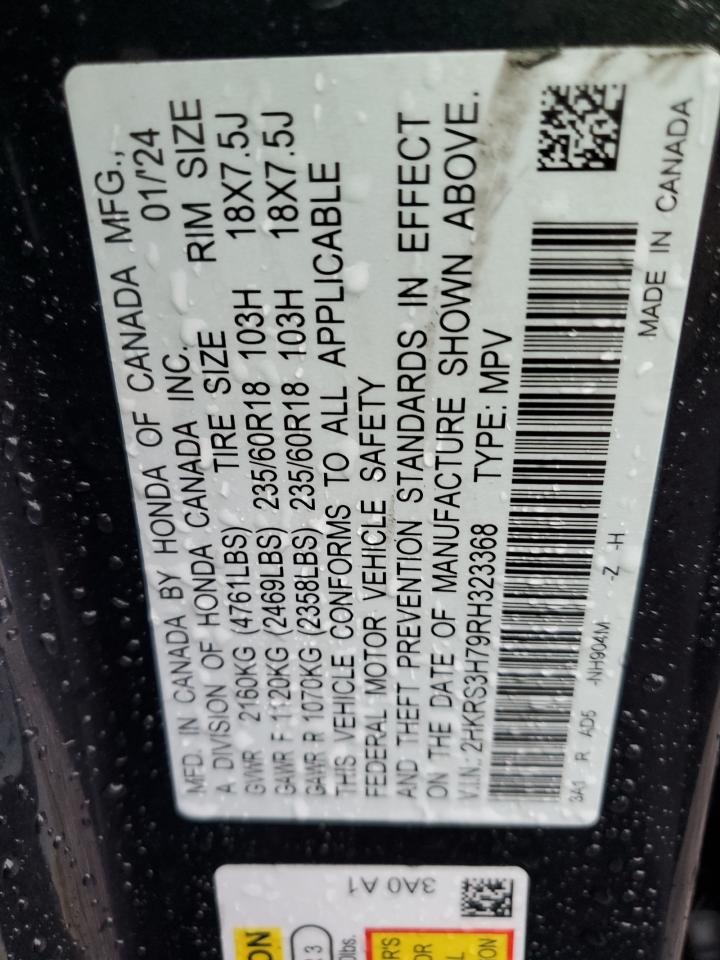 MFD. IN CANADA BY HONDA OF CANADA MFG.,
A DIVISION OF HONDA CANADA INC. 01/'24
GVWR 2160KG (4761LBS) TIRE SIZE RIM SIZE
GAWR F 1120KG (2469LBS) 235/60R18 103H 18X7.5J
GAWR R 1070KG (2358LBS) 235/60R18 103H 18X7.5J
THIS VEHICLE CONFORMS TO ALL APPLICABLE
FEDERAL MOTOR VEHICLE SAFETY
AND THEFT PREVENTION STANDARDS IN EFFECT
ON THE DATE OF MANUFACTURE SHOWN ABOVE.
V.I.N.: 2HKRS3H79RH323368 TYPE: MPV
3A1 R AD5 -NH904M -Z -H
MADE IN CANADA
3A0 A1